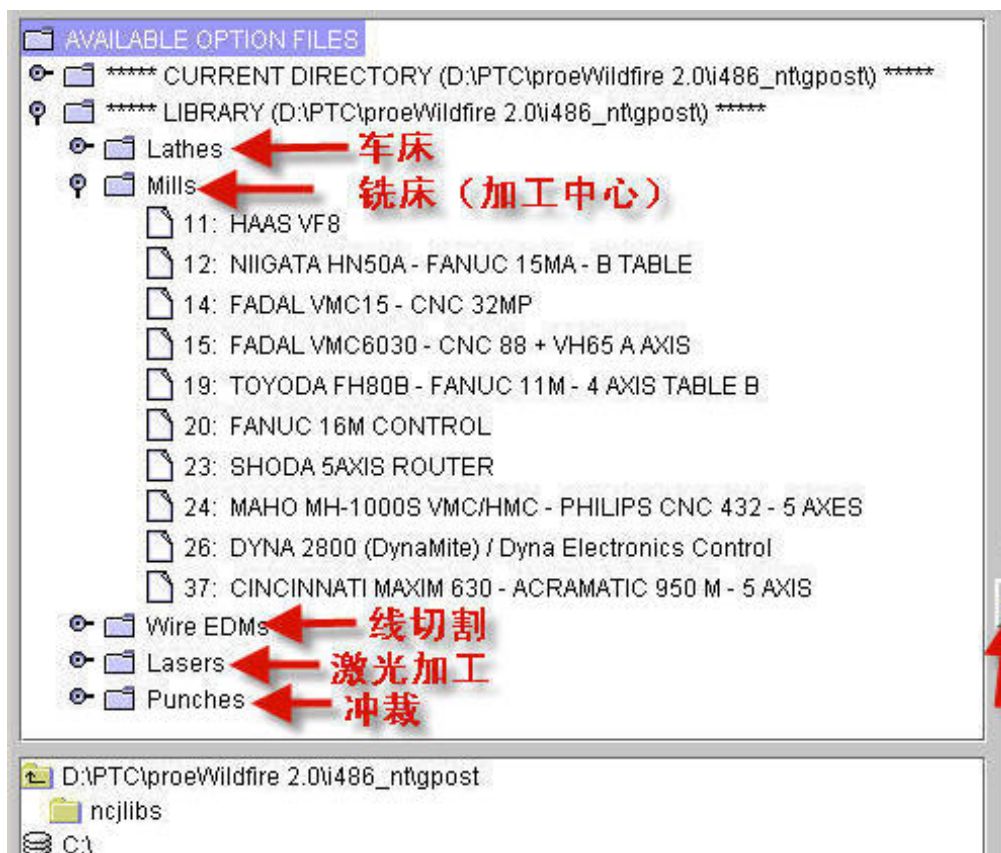 AVAILABLE OPTION FILES
***** CURRENT DIRECTORY (D:\PTC\proeWildfire 2.0\i486_nt\gpost\) *****
***** LIBRARY (D:\PTC\proeWildfire 2.0\i486_nt\gpost\) *****
Lathes 车床
Mills 铣床（加工中心）
11: HAAS VF8
12: NIIGATA HN50A - FANUC 15MA - B TABLE
14: FADAL VMC15 - CNC 32MP
15: FADAL VMC6030 - CNC 88 + VH65 A AXIS
19: TOYODA FH80B - FANUC 11M - 4 AXIS TABLE B
20: FANUC 16M CONTROL
23: SHODA 5AXIS ROUTER
24: MAHO MH-1000S VMC/HMC - PHILIPS CNC 432 - 5 AXES
26: DYNA 2800 (DynaMite) / Dyna Electronics Control
37: CINCINNATI MAXIM 630 - ACRAMATIC 950 M - 5 AXIS
Wire EDMs 线切割
Lasers 激光加工
Punches 冲裁
D:\PTC\proeWildfire 2.0\i486_nt\gpost
ncjlibs
C:\